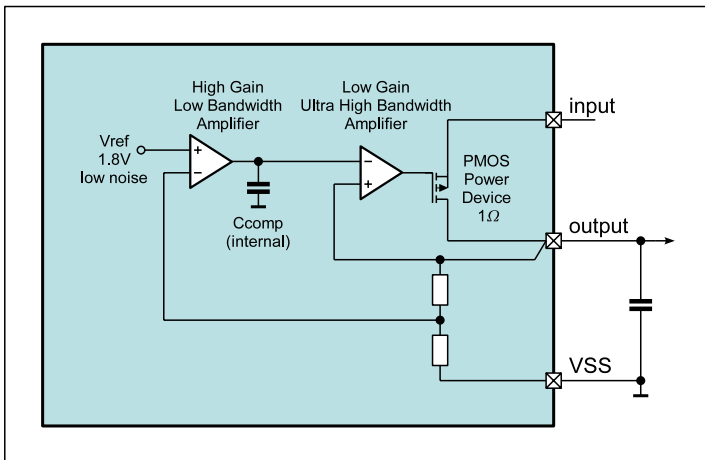 High Gain
Low Bandwidth
Amplifier
Low Gain
Ultra High Bandwidth
Amplifier
input
Vref
1.8V
low noise
+
−
−
+
PMOS
Power
Device
1Ω
Ccomp
(internal)
output
VSS